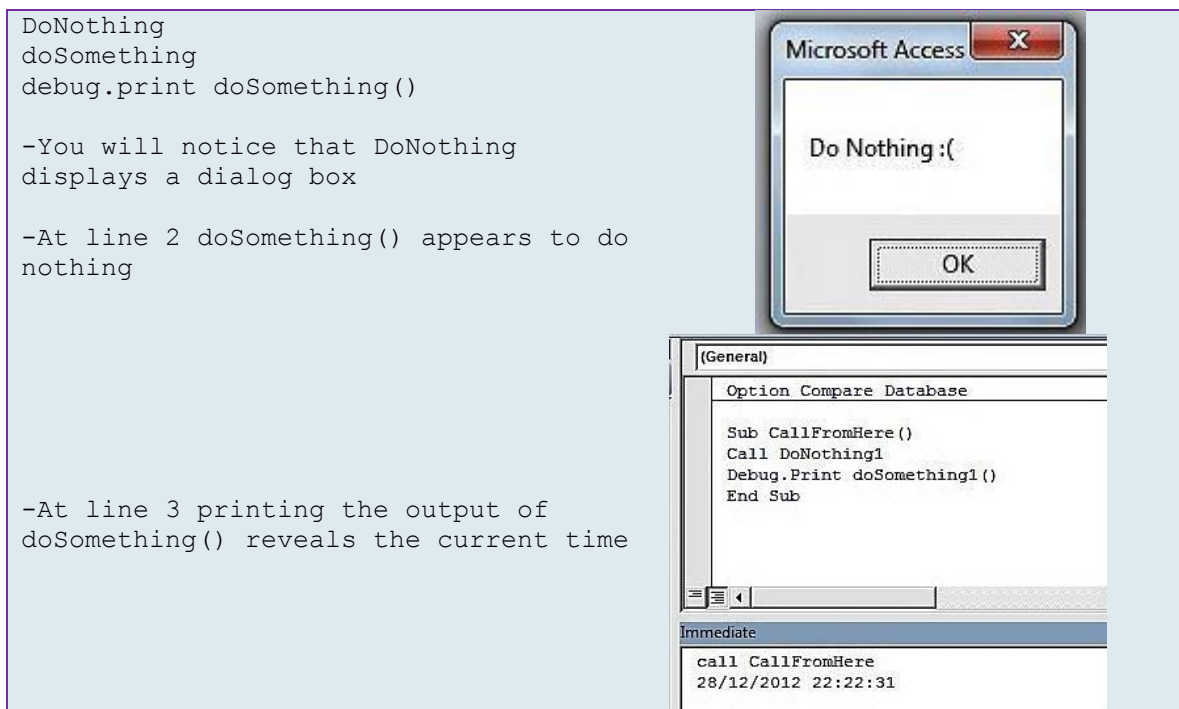 DoNothing
doSomething
debug.print doSomething()
-You will notice that DoNothing
displays a dialog box
-At line 2 doSomething() appears to do
nothing
-At line 3 printing the output of
doSomething() reveals the current time
Microsoft Access
Do Nothing :(
OK
(General)
Option Compare Database
Sub CallFromHere()
Call DoNothing1
Debug.Print doSomething1()
End Sub
Immediate
call CallFromHere
28/12/2012 22:22:31